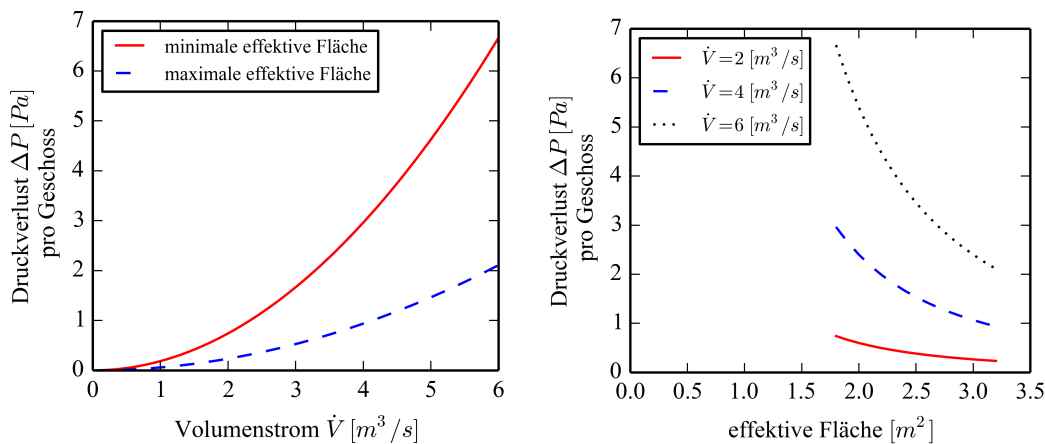 7
6
5
4
3
2
1
0
0 1 2 3 4 5 6
Druckverlust ΔP [Pa]
pro Geschoss
minimale effektive Fläche
maximale effektive Fläche
Volumenstrom V̇ [m³/s]
7
6
5
4
3
2
1
0
0.0 0.5 1.0 1.5 2.0 2.5 3.0 3.5
Druckverlust ΔP [Pa]
pro Geschoss
V̇=2 [m³/s]
V̇=4 [m³/s]
V̇=6 [m³/s]
effektive Fläche [m²]